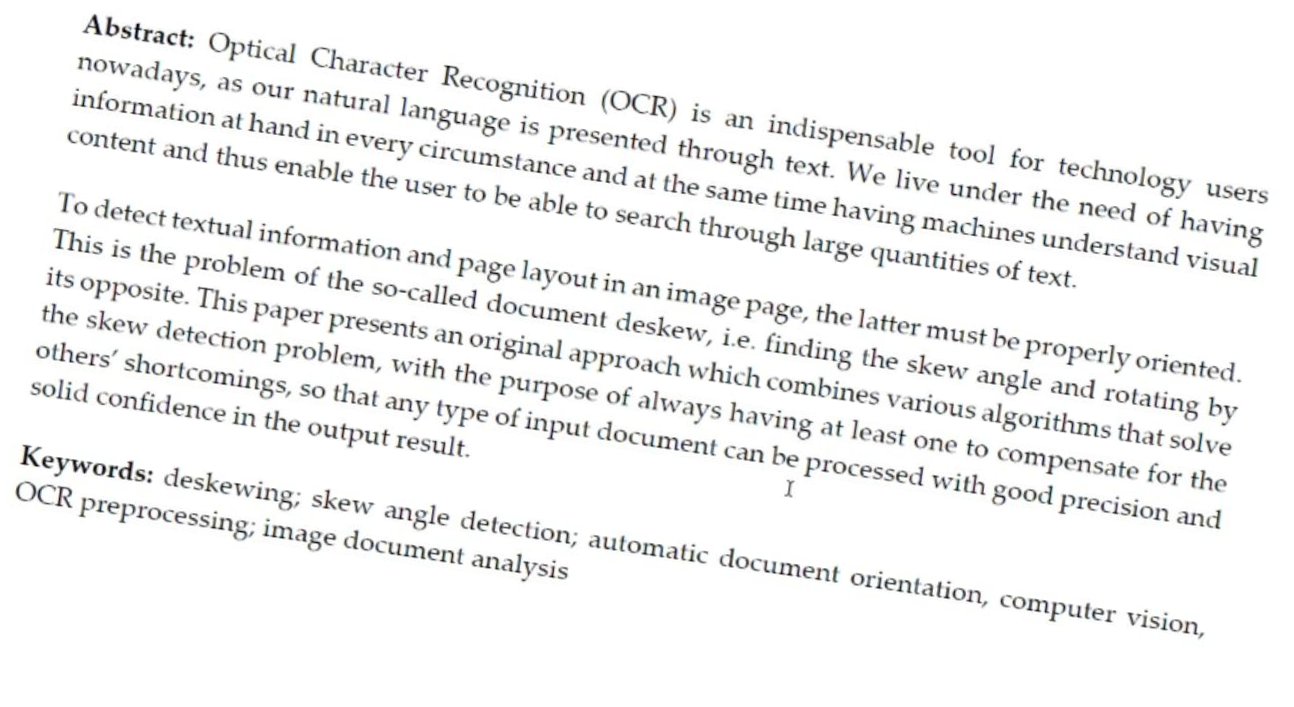 Abstract: Optical Character Recognition (OCR) is an indispensable tool for technology users
nowadays, as our natural language is presented through text. We live under the need of having
information at hand in every circumstance and at the same time having machines understand visual
content and thus enable the user to be able to search through large quantities of text.
To detect textual information and page layout in an image page, the latter must be properly oriented.
This is the problem of the so-called document deskew, i.e. finding the skew angle and rotating by
its opposite. This paper presents an original approach which combines various algorithms that solve
the skew detection problem, with the purpose of always having at least one to compensate for the
others' shortcomings, so that any type of input document can be processed with good precision and
solid confidence in the output result.
Keywords: deskewing; skew angle detection; automatic document orientation, computer vision,
OCR preprocessing; image document analysis